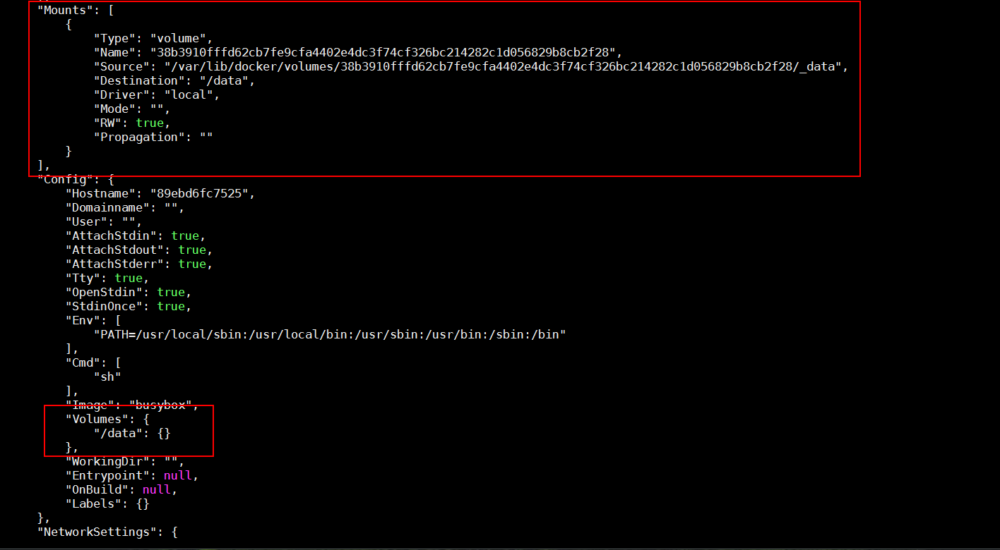 "Mounts": [
{
"Type": "volume",
"Name": "38b3910fffd62cb7fe9cfa4402e4dc3f74cf326bc214282c1d056829b8cb2f28",
"Source": "/var/lib/docker/volumes/38b3910fffd62cb7fe9cfa4402e4dc3f74cf326bc214282c1d056829b8cb2f28/_data",
"Destination": "/data",
"Driver": "local",
"Mode": "",
"RW": true,
"Propagation": ""
}
],
"Config": {
"Hostname": "89ebd6fc7525",
"Domainname": "",
"User": "",
"AttachStdin": true,
"AttachStdout": true,
"AttachStderr": true,
"Tty": true,
"OpenStdin": true,
"StdinOnce": true,
"Env": [
"PATH=/usr/local/sbin:/usr/local/bin:/usr/sbin:/usr/bin:/sbin:/bin"
],
"Cmd": [
"sh"
],
"Image": "busybox",
"Volumes": {
"/data": {}
},
"WorkingDir": "",
"Entrypoint": null,
"OnBuild": null,
"Labels": {}
},
"NetworkSettings": {